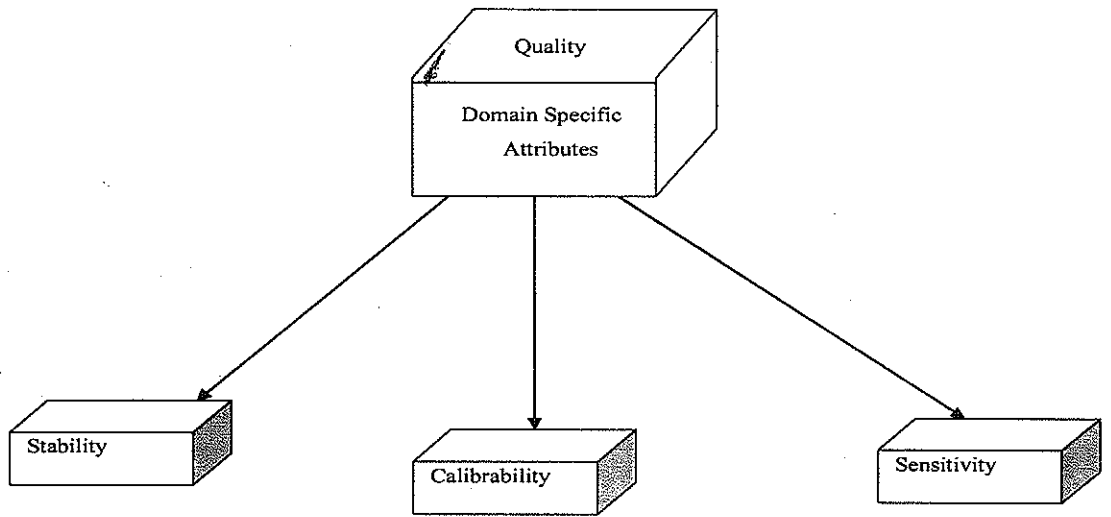 Quality
Domain Specific
Attributes
Stability
Calibrability
Sensitivity